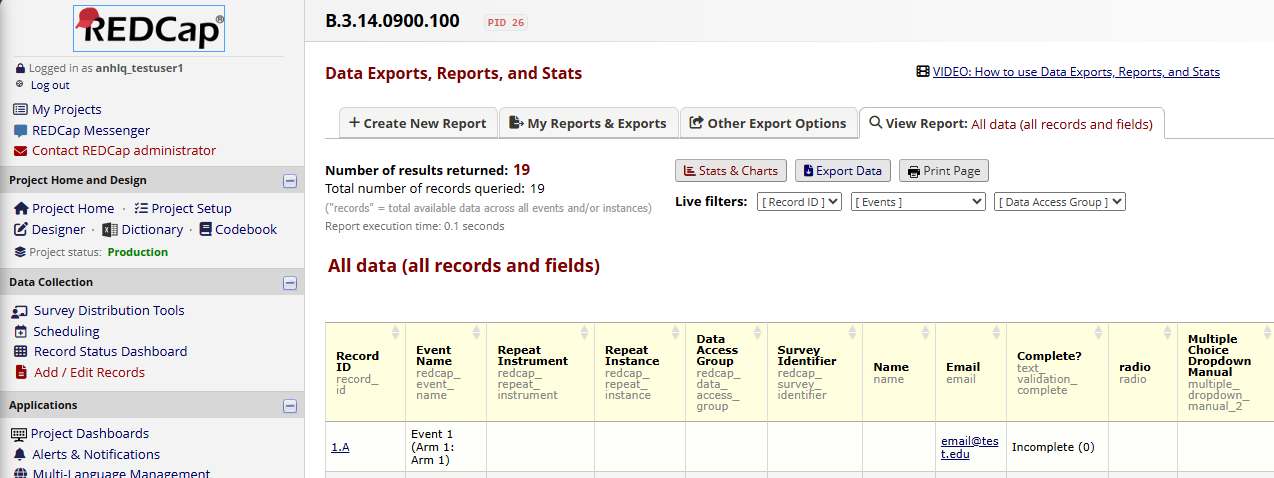 REDCap®
Logged in as anhlq_testuser1
Log out
My Projects
REDCap Messenger
Contact REDCap administrator
Project Home and Design
Project Home · Project Setup
Designer · Dictionary · Codebook
Project status: Production
Data Collection
Survey Distribution Tools
Scheduling
Record Status Dashboard
Add / Edit Records
Applications
Project Dashboards
Alerts & Notifications
Multi-Language Management
B.3.14.0900.100 PID 26
Data Exports, Reports, and Stats
VIDEO: How to use Data Exports, Reports, and Stats
+ Create New Report
My Reports & Exports
Other Export Options
View Report: All data (all records and fields)
Number of results returned: 19
Total number of records queried: 19
("records" = total available data across all events and/or instances)
Report execution time: 0.1 seconds
Stats & Charts
Export Data
Print Page
Live filters: [ Record ID ] [ Events ] [ Data Access Group ]
All data (all records and fields)
Record
ID
record_
id
Event
Name
redcap_
event_
name
Repeat
Instrument
redcap_
repeat_
instrument
Repeat
Instance
redcap_
repeat_
instance
Data
Access
Group
redcap_
data_
access_
group
Survey
Identifier
redcap_
survey_
identifier
Name
name
Email
email
Complete?
text_
validation_
complete
radio
radio
Multiple
Choice
Dropdown
Manual
multiple_
dropdown_
manual_2
1.A
Event 1
(Arm 1:
Arm 1)
email@tes
t.edu
Incomplete (0)